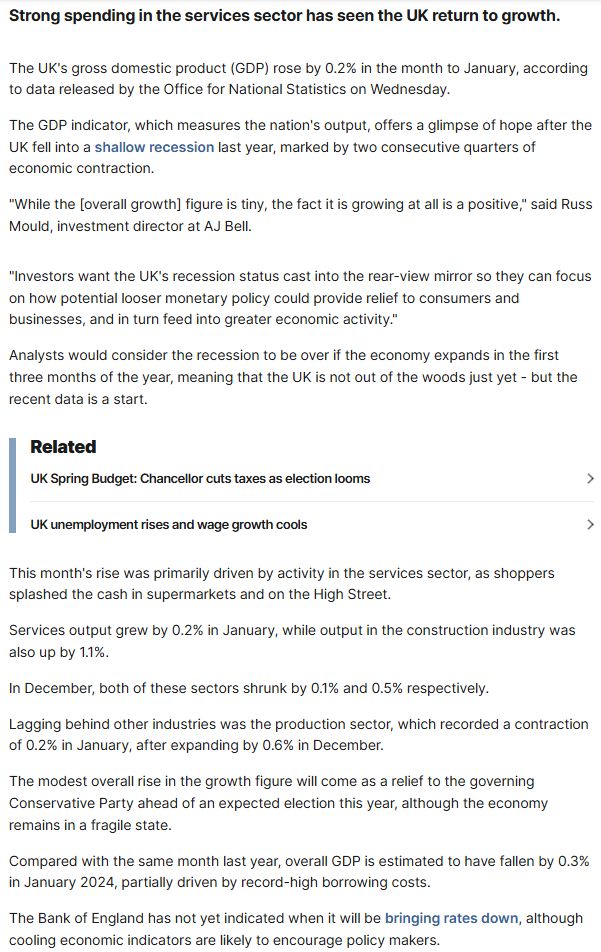 Strong spending in the services sector has seen the UK return to growth.
The UK's gross domestic product (GDP) rose by 0.2% in the month to January, according
to data released by the Office for National Statistics on Wednesday.
The GDP indicator, which measures the nation's output, offers a glimpse of hope after the
UK fell into a shallow recession last year, marked by two consecutive quarters of
economic contraction.
"While the [overall growth] figure is tiny, the fact it is growing at all is a positive," said Russ
Mould, investment director at AJ Bell.
"Investors want the UK's recession status cast into the rear-view mirror so they can focus
on how potential looser monetary policy could provide relief to consumers and
businesses, and in turn feed into greater economic activity."
Analysts would consider the recession to be over if the economy expands in the first
three months of the year, meaning that the UK is not out of the woods just yet - but the
recent data is a start.
Related
UK Spring Budget: Chancellor cuts taxes as election looms
UK unemployment rises and wage growth cools
This month's rise was primarily driven by activity in the services sector, as shoppers
splashed the cash in supermarkets and on the High Street.
Services output grew by 0.2% in January, while output in the construction industry was
also up by 1.1%.
In December, both of these sectors shrunk by 0.1% and 0.5% respectively.
Lagging behind other industries was the production sector, which recorded a contraction
of 0.2% in January, after expanding by 0.6% in December.
The modest overall rise in the growth figure will come as a relief to the governing
Conservative Party ahead of an expected election this year, although the economy
remains in a fragile state.
Compared with the same month last year, overall GDP is estimated to have fallen by 0.3%
in January 2024, partially driven by record-high borrowing costs.
The Bank of England has not yet indicated when it will be bringing rates down, although
cooling economic indicators are likely to encourage policy makers.